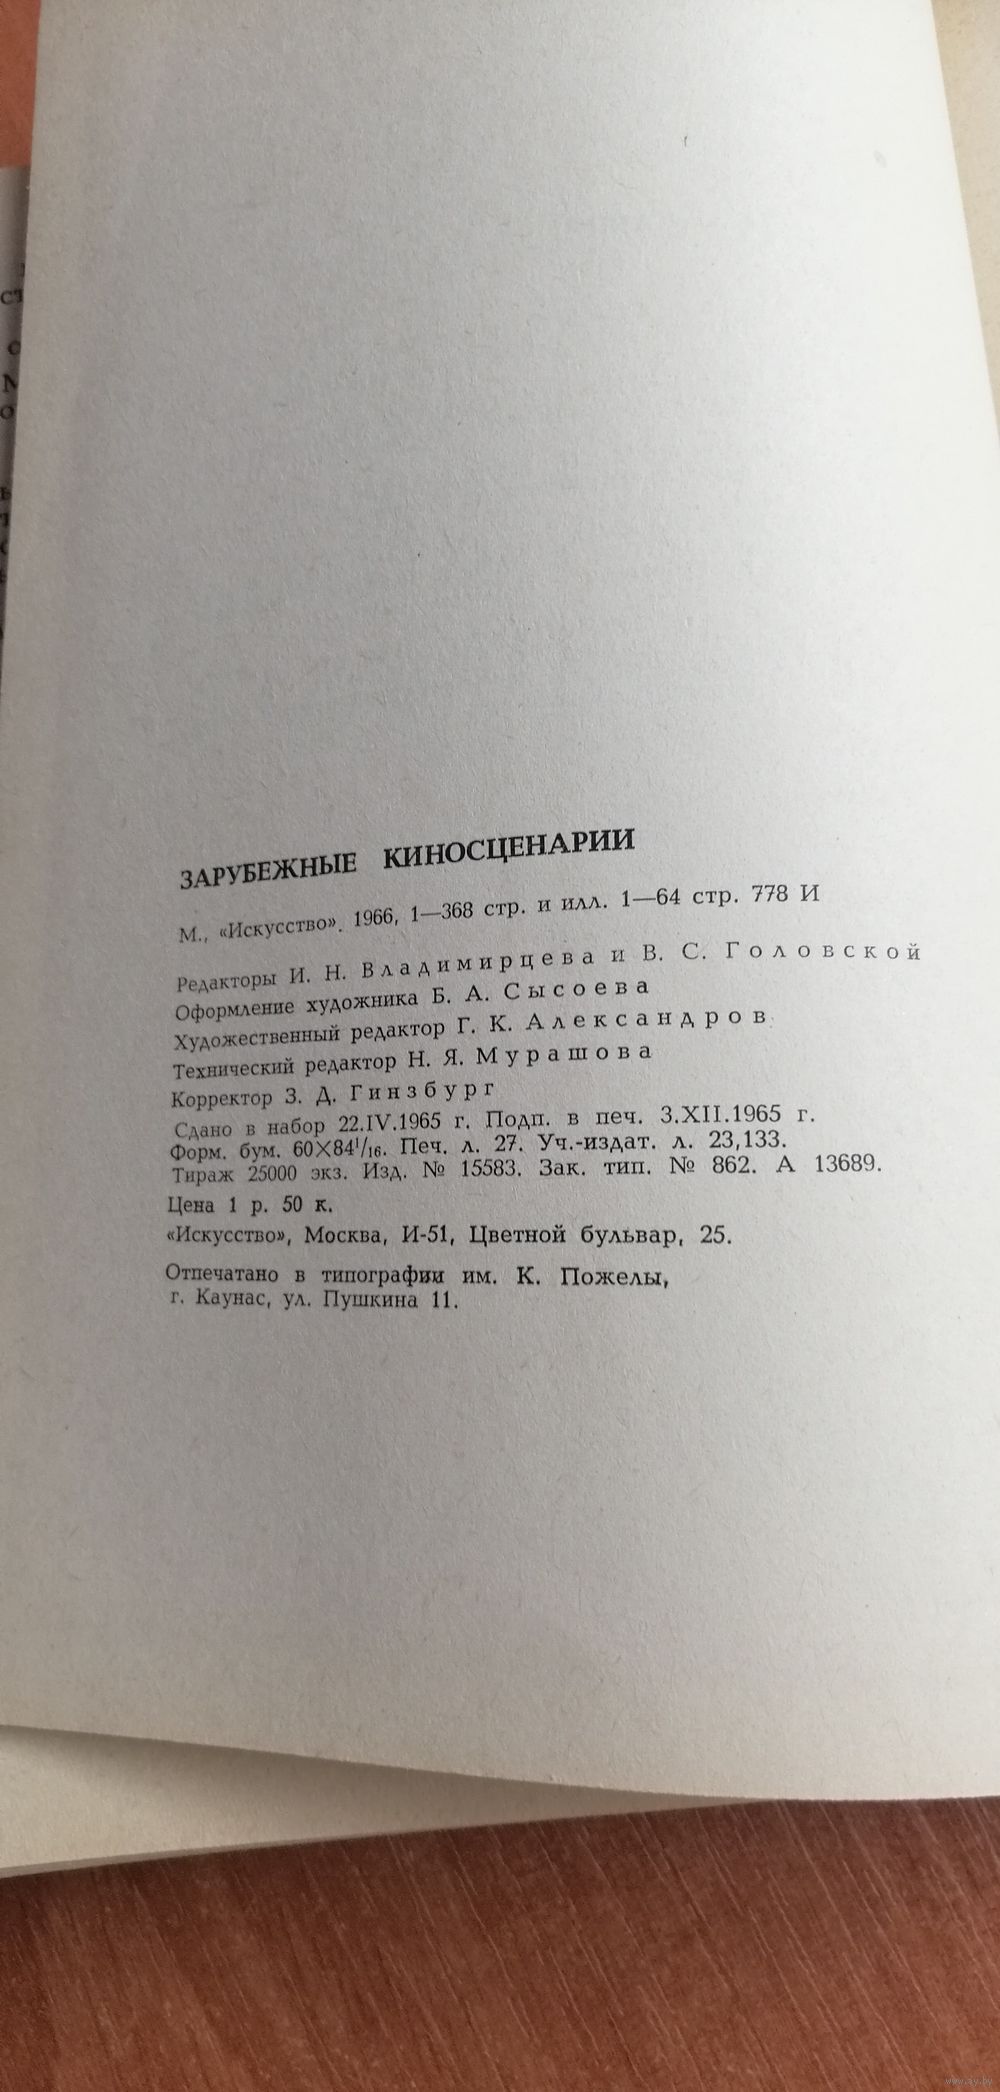 ЗАРУБЕЖНЫЕ КИНОСЦЕНАРИИ
М., «Искусство». 1966, 1—368 стр. и илл. 1—64 стр. 778 И
Редакторы И. Н. Владимирцева и В. С. Головской
Оформление художника Б. А. Сысоева
Художественный редактор Г. К. Александров
Технический редактор Н. Я. Мурашова
Корректор З. Д. Гинзбург
Сдано в набор 22.IV.1965 г. Подп. в печ. 3.XII.1965 г.
Форм. бум. 60×84¹/₁₆. Печ. л. 27. Уч.-издат. л. 23,133.
Тираж 25000 экз. Изд. № 15583. Зак. тип. № 862. А 13689.
Цена 1 р. 50 к.
«Искусство», Москва, И-51, Цветной бульвар, 25.
Отпечатано в типографии им. К. Пожелы,
г. Каунас, ул. Пушкина 11.